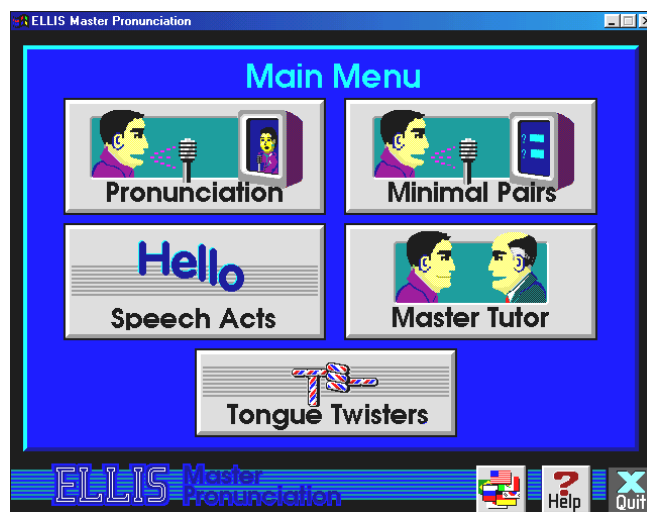 ELLIS Master Pronunciation
Main Menu
Pronunciation
Minimal Pairs
Hello
Speech Acts
Master Tutor
Tongue Twisters
ELLIS Master
Pronunciation
?
Help
X
Quit